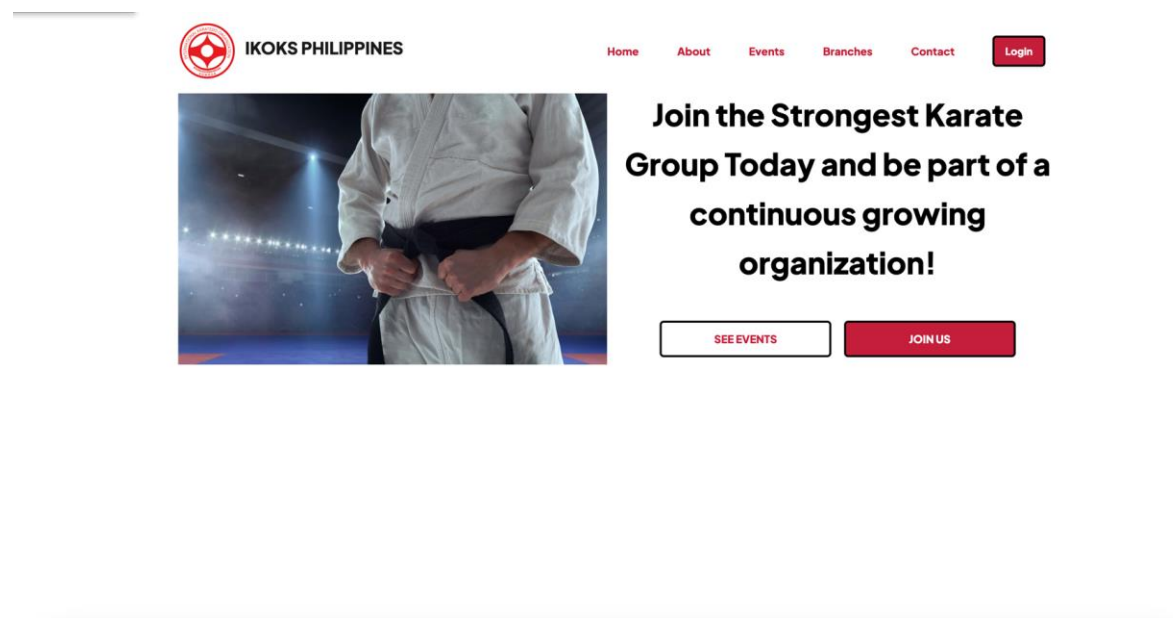 IKOKS PHILIPPINES
Home About Events Branches Contact Login
Join the Strongest Karate
Group Today and be part of a
continuous growing
organization!
SEE EVENTS JOIN US